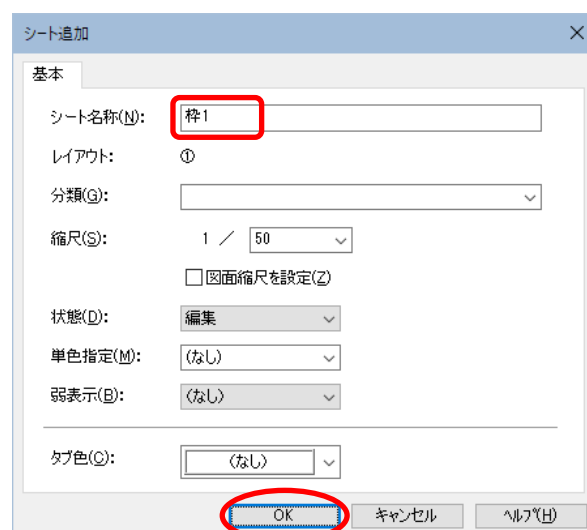 シート追加
基本
シート名称(N): 枠1
レイアウト: ①
分類(G):
縮尺(S): 1 ／ 50
図面縮尺を設定(Z)
状態(D): 編集
単色指定(M): (なし)
弱表示(B): (なし)
タブ色(C): (なし)
OK キャンセル ヘルプ(H)